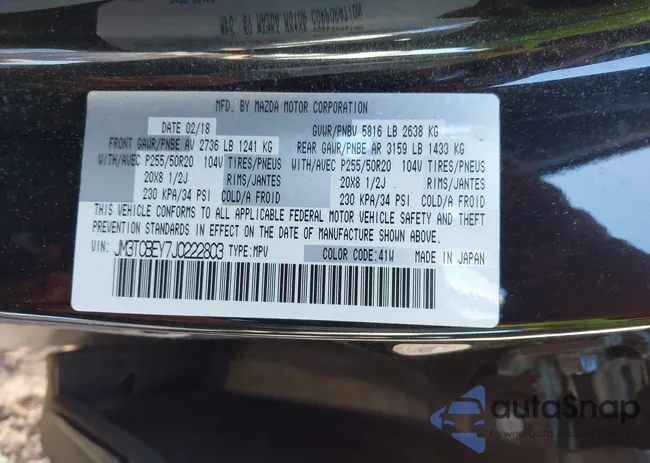 MFD. BY MAZDA MOTOR CORPORATION
DATE 02/18 GVWR/PNBV 5816 LB 2638 KG
FRONT GAWR/PNBE AV 2736 LB 1241 KG REAR GAWR/PNBE AR 3159 LB 1433 KG
WITH/AVEC P255/50R20 104V TIRES/PNEUS WITH/AVEC P255/50R20 104V TIRES/PNEUS
20X8 1/2J RIMS/JANTES 20X8 1/2J RIMS/JANTES
230 KPA/34 PSI COLD/A FROID 230 KPA/34 PSI COLD/A FROID
THIS VEHICLE CONFORMS TO ALL APPLICABLE FEDERAL MOTOR VEHICLE SAFETY AND THEFT
PREVENTION STANDARDS IN EFFECT ON THE DATE OF MANUFACTURE SHOWN ABOVE.
VIN: JM3TCBEY7J0222803 TYPE:MPV COLOR CODE:41W MADE IN JAPAN
autoSnap